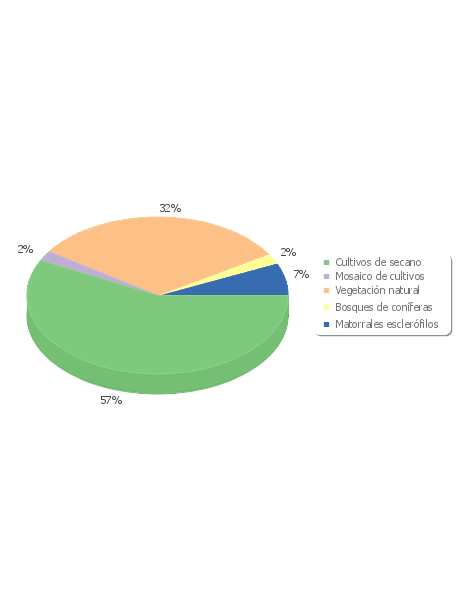 32%
2%
2%
7%
57%
Cultivos de secano
Mosaico de cultivos
Vegetación natural
Bosques de coníferas
Matorrales esclerófilos